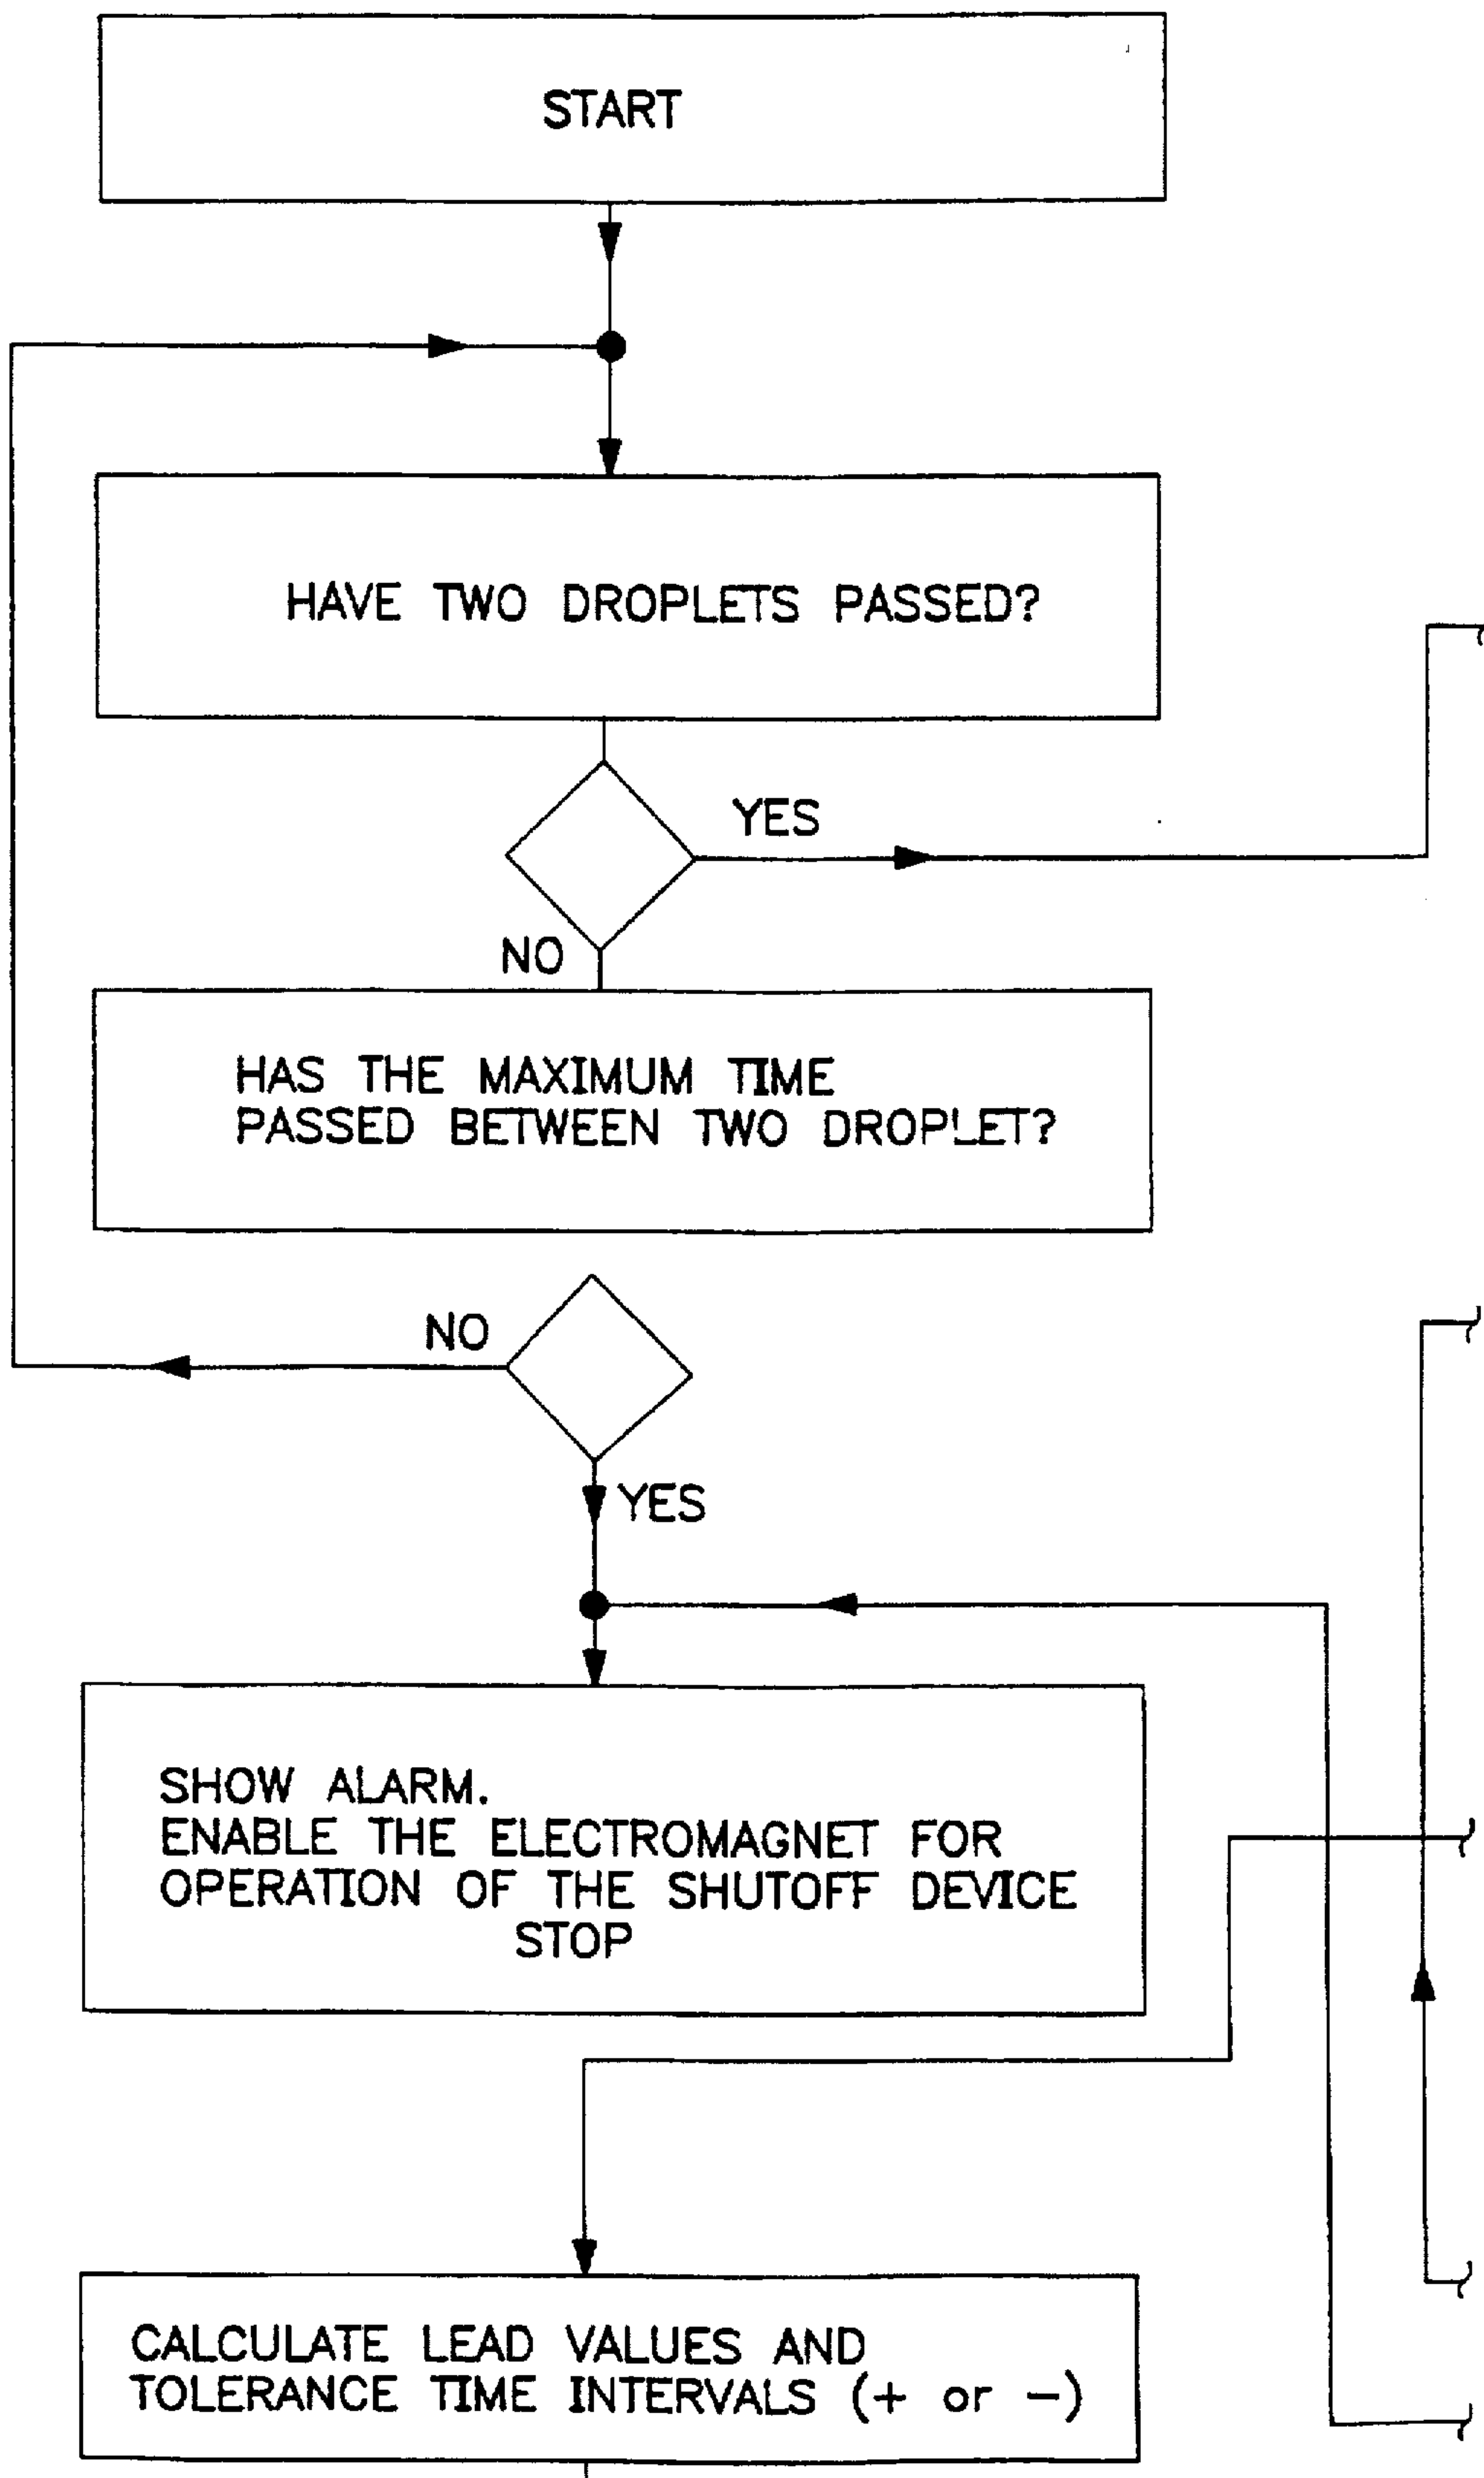 START
HAVE TWO DROPLETS PASSED?
YES
NO
HAS THE MAXIMUM TIME
PASSED BETWEEN TWO DROPLET?
NO
YES
SHOW ALARM.
ENABLE THE ELECTROMAGNET FOR
OPERATION OF THE SHUTOFF DEVICE
STOP
CALCULATE LEAD VALUES AND
TOLERANCE TIME INTERVALS (+ or −)